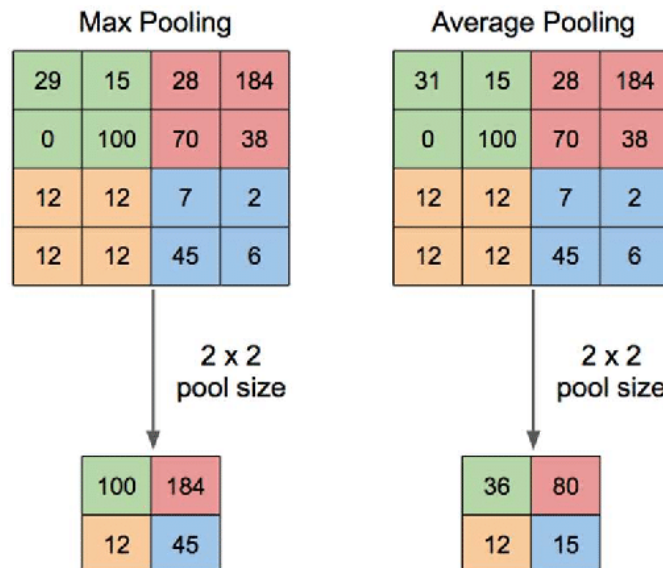 Max Pooling
29 15 28 184
0 100 70 38
12 12 7 2
12 12 45 6
2 x 2
pool size
100 184
12 45
Average Pooling
31 15 28 184
0 100 70 38
12 12 7 2
12 12 45 6
2 x 2
pool size
36 80
12 15